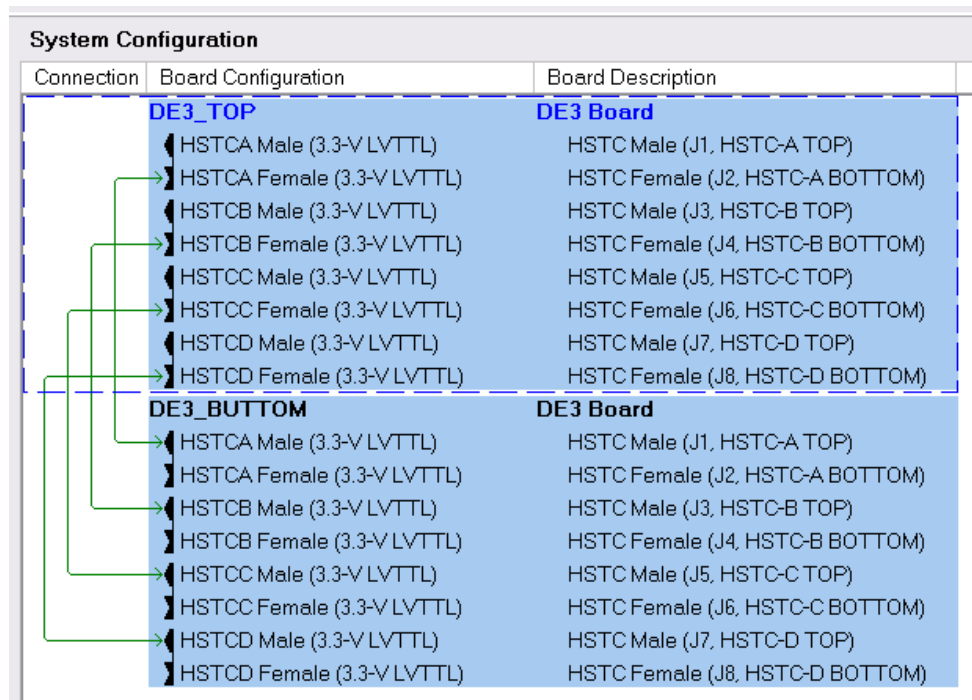 System Configuration
Connection Board Configuration Board Description
DE3_TOP DE3 Board
HSTCA Male (3.3-V LVTTL) HSTC Male (J1, HSTC-A TOP)
HSTCA Female (3.3-V LVTTL) HSTC Female (J2, HSTC-A BOTTOM)
HSTCB Male (3.3-V LVTTL) HSTC Male (J3, HSTC-B TOP)
HSTCB Female (3.3-V LVTTL) HSTC Female (J4, HSTC-B BOTTOM)
HSTCC Male (3.3-V LVTTL) HSTC Male (J5, HSTC-C TOP)
HSTCC Female (3.3-V LVTTL) HSTC Female (J6, HSTC-C BOTTOM)
HSTCD Male (3.3-V LVTTL) HSTC Male (J7, HSTC-D TOP)
HSTCD Female (3.3-V LVTTL) HSTC Female (J8, HSTC-D BOTTOM)
DE3_BUTTOM DE3 Board
HSTCA Male (3.3-V LVTTL) HSTC Male (J1, HSTC-A TOP)
HSTCA Female (3.3-V LVTTL) HSTC Female (J2, HSTC-A BOTTOM)
HSTCB Male (3.3-V LVTTL) HSTC Male (J3, HSTC-B TOP)
HSTCB Female (3.3-V LVTTL) HSTC Female (J4, HSTC-B BOTTOM)
HSTCC Male (3.3-V LVTTL) HSTC Male (J5, HSTC-C TOP)
HSTCC Female (3.3-V LVTTL) HSTC Female (J6, HSTC-C BOTTOM)
HSTCD Male (3.3-V LVTTL) HSTC Male (J7, HSTC-D TOP)
HSTCD Female (3.3-V LVTTL) HSTC Female (J8, HSTC-D BOTTOM)